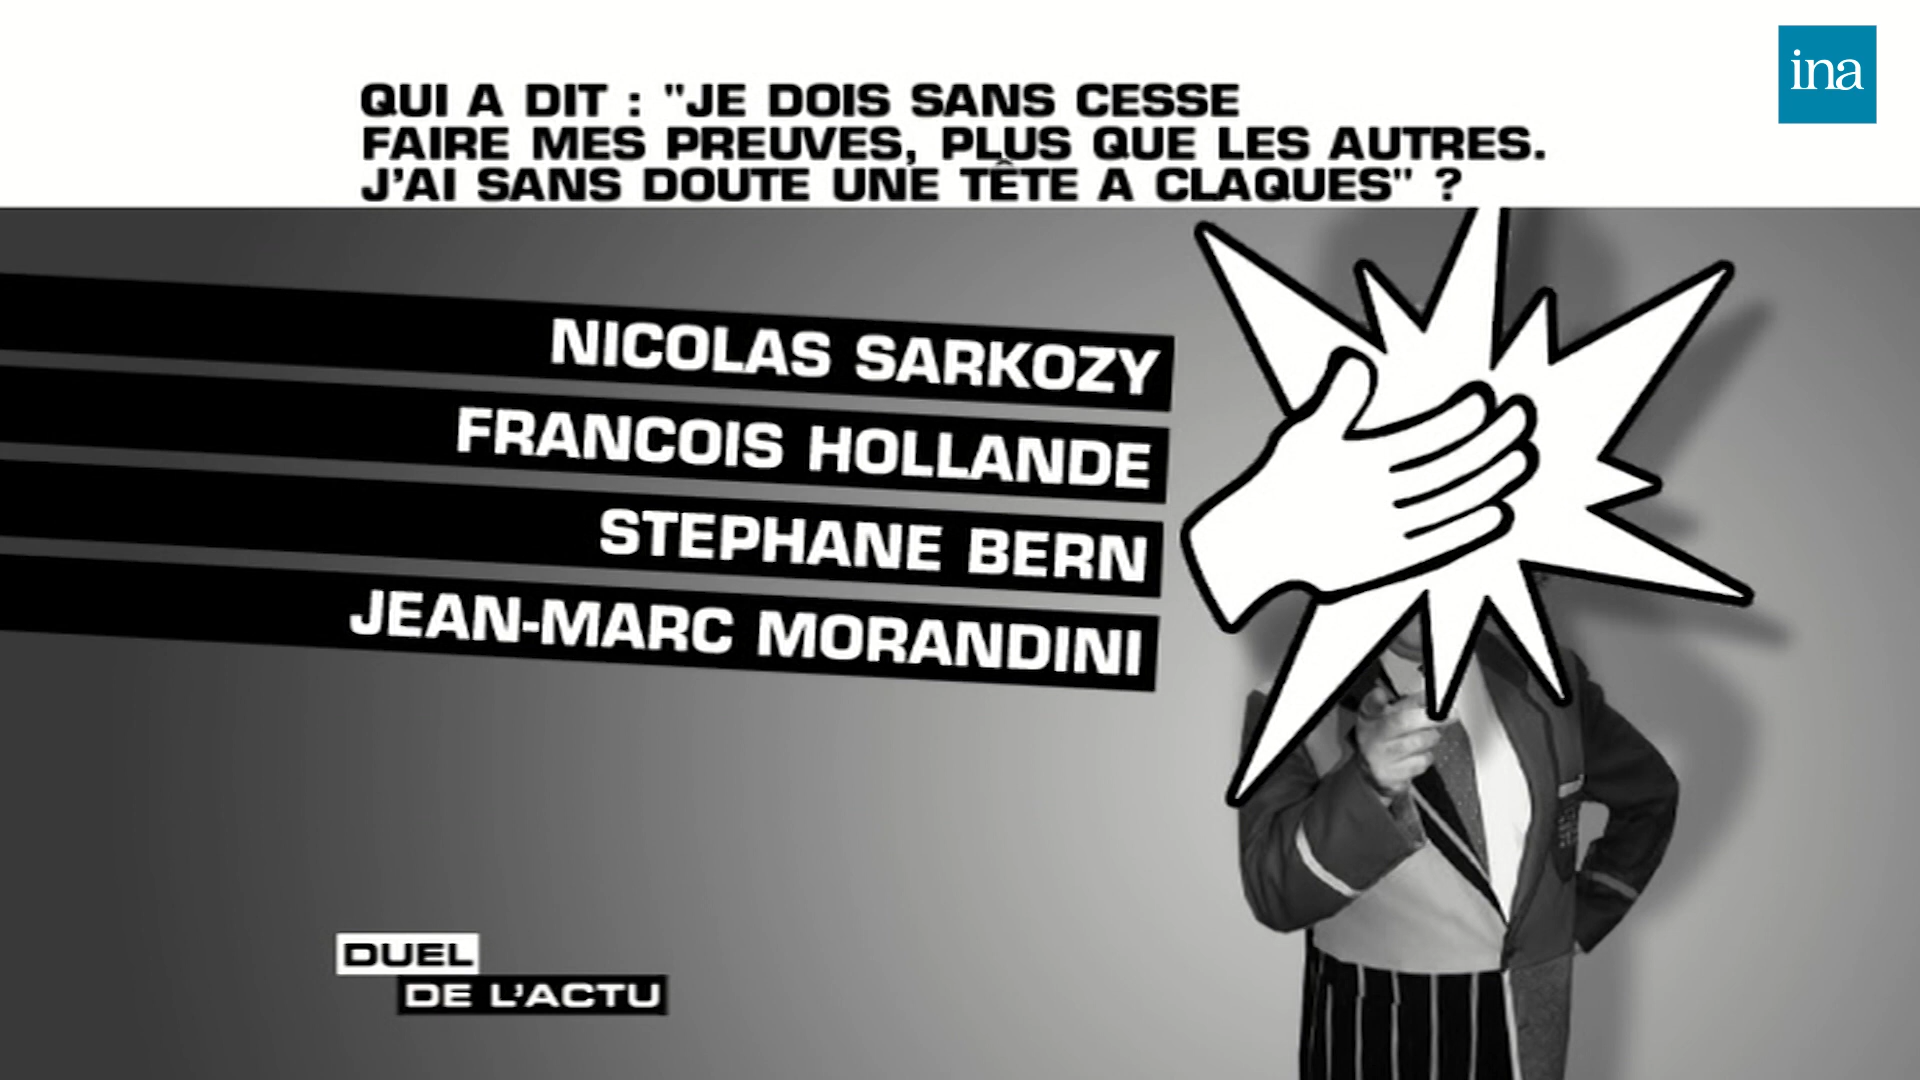 ina
QUI A DIT : "JE DOIS SANS CESSE
FAIRE MES PREUVES, PLUS QUE LES AUTRES.
J'AI SANS DOUTE UNE TÊTE A CLAQUES" ?
NICOLAS SARKOZY
FRANCOIS HOLLANDE
STEPHANE BERN
JEAN-MARC MORANDINI
DUEL
DE L'ACTU